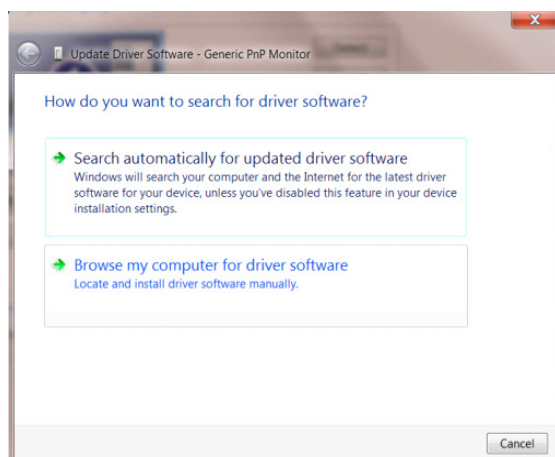 Update Driver Software - Generic PnP Monitor
How do you want to search for driver software?
Search automatically for updated driver software
Windows will search your computer and the Internet for the latest driver
software for your device, unless you've disabled this feature in your device
installation settings.
Browse my computer for driver software
Locate and install driver software manually.
Cancel